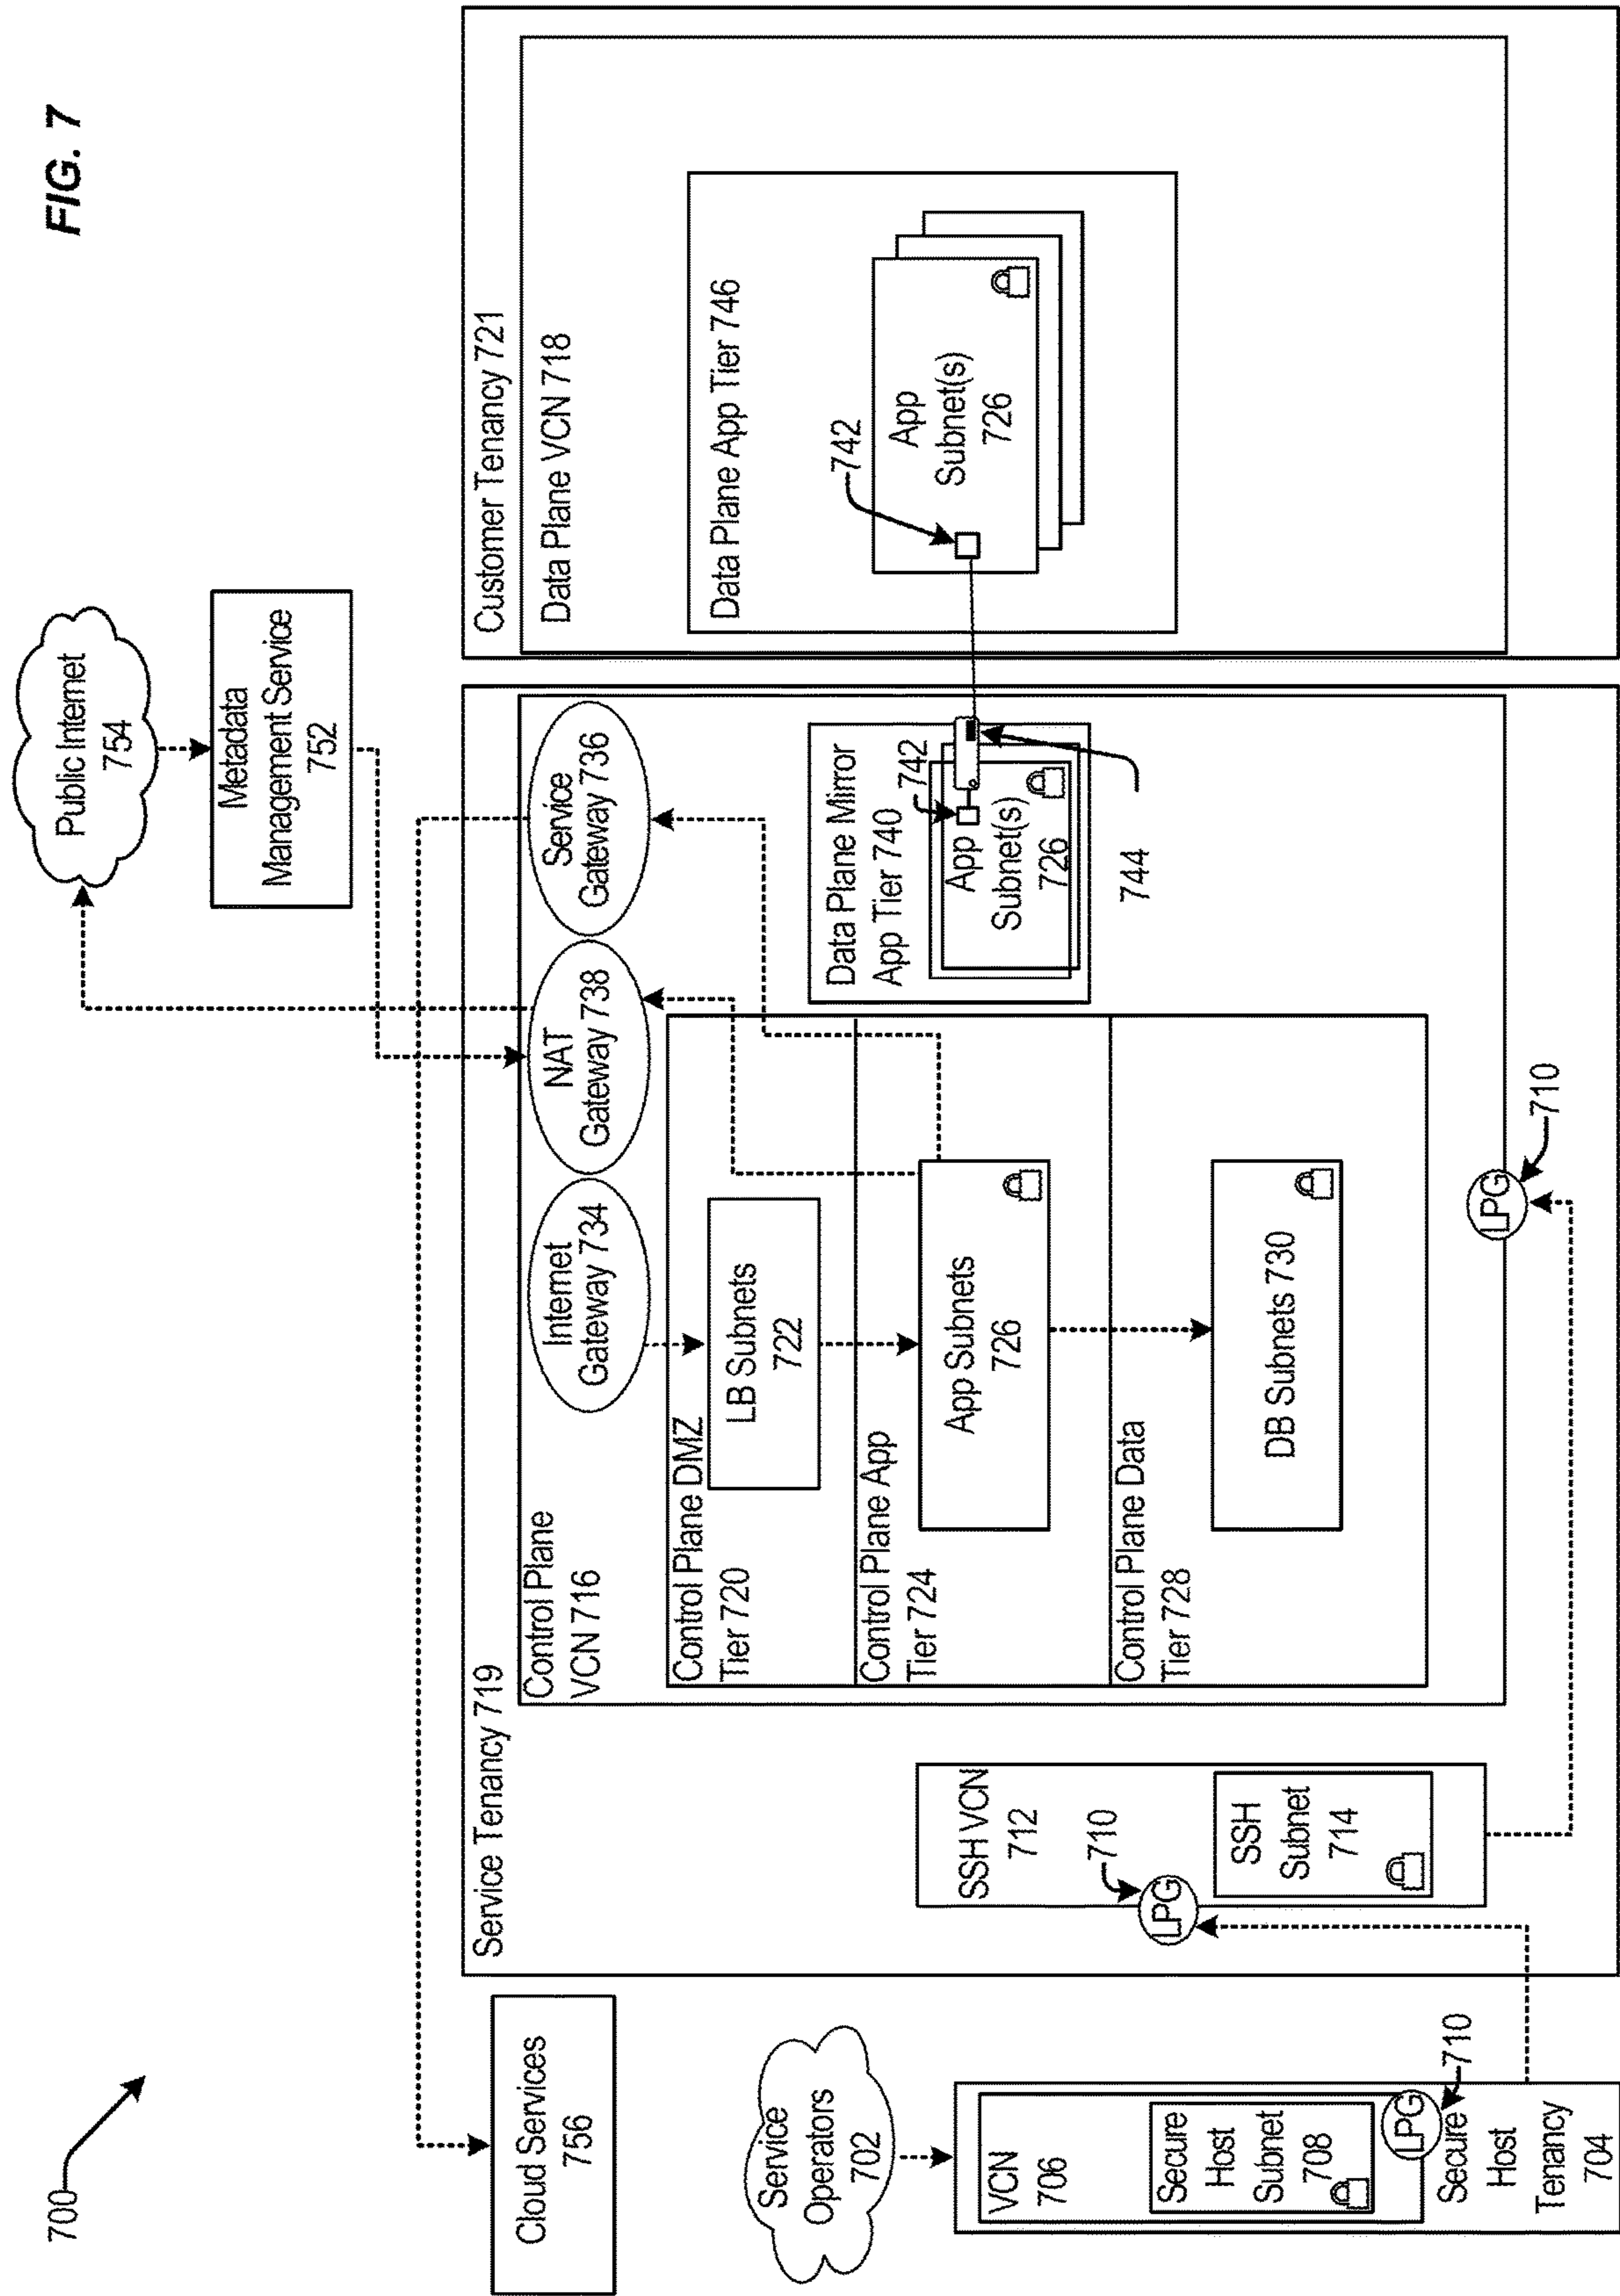 FIG. 7
700
Public Internet
754
Metadata
Management Service
752
Cloud Services
756
Service
Operators
702
VCN
706
Secure
Host
Subnet
708
LPG
710
Secure
Host
Tenancy
704
Service Tenancy 719
SSH VCN
712
710
LPG
SSH
Subnet
714
Control Plane
VCN 716
Internet
Gateway 734
NAT
Gateway 738
Service
Gateway 736
Control Plane DMZ
Tier 720
LB Subnets
722
Control Plane App
Tier 724
App Subnets
726
Control Plane Data
Tier 728
DB Subnets 730
Data Plane Mirror
App Tier 740
742
App
Subnet(s)
726
744
LPG
710
Customer Tenancy 721
Data Plane VCN 718
Data Plane App Tier 746
742
App
Subnet(s)
726